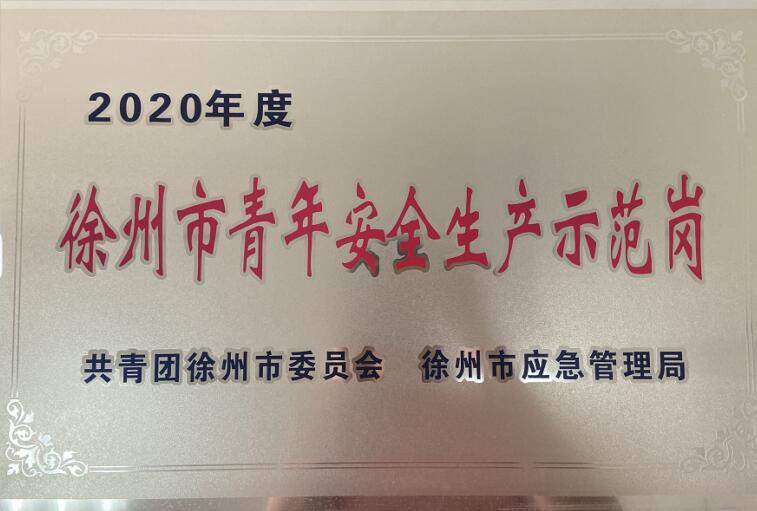 2020年度
徐州市青年安全生产示范岗
共青团徐州市委员会 徐州市应急管理局